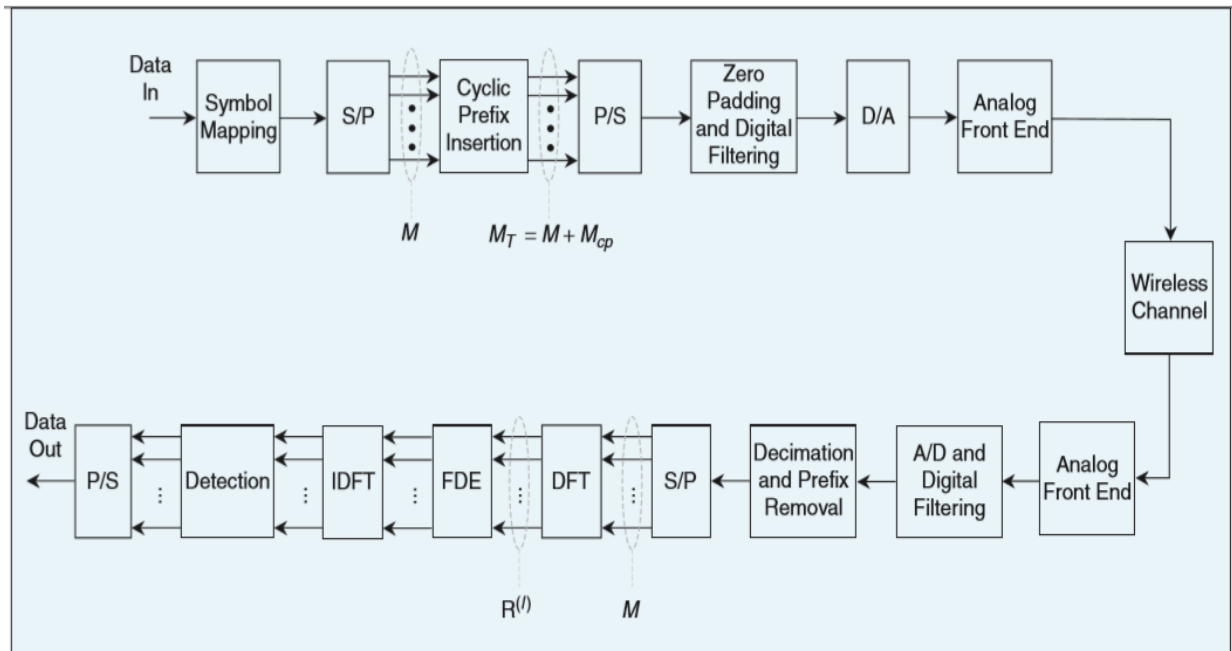 Data
In
Symbol
Mapping
S/P
Cyclic
Prefix
Insertion
P/S
Zero
Padding
and Digital
Filtering
D/A
Analog
Front End
M
M_T = M + M_cp
Wireless
Channel
Data
Out
P/S
Detection
IDFT
FDE
DFT
S/P
Decimation
and Prefix
Removal
A/D and
Digital
Filtering
Analog
Front End
R^(l)
M